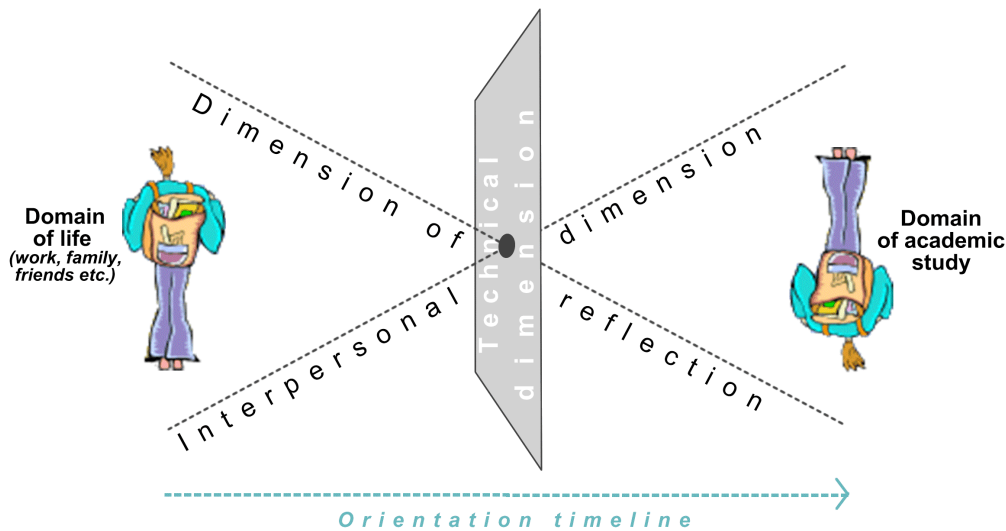 Dimension of reflection
Interpersonal dimension
Technical
dimension
Domain
of life
(work, family,
friends etc.)
Domain
of academic
study
Orientation timeline